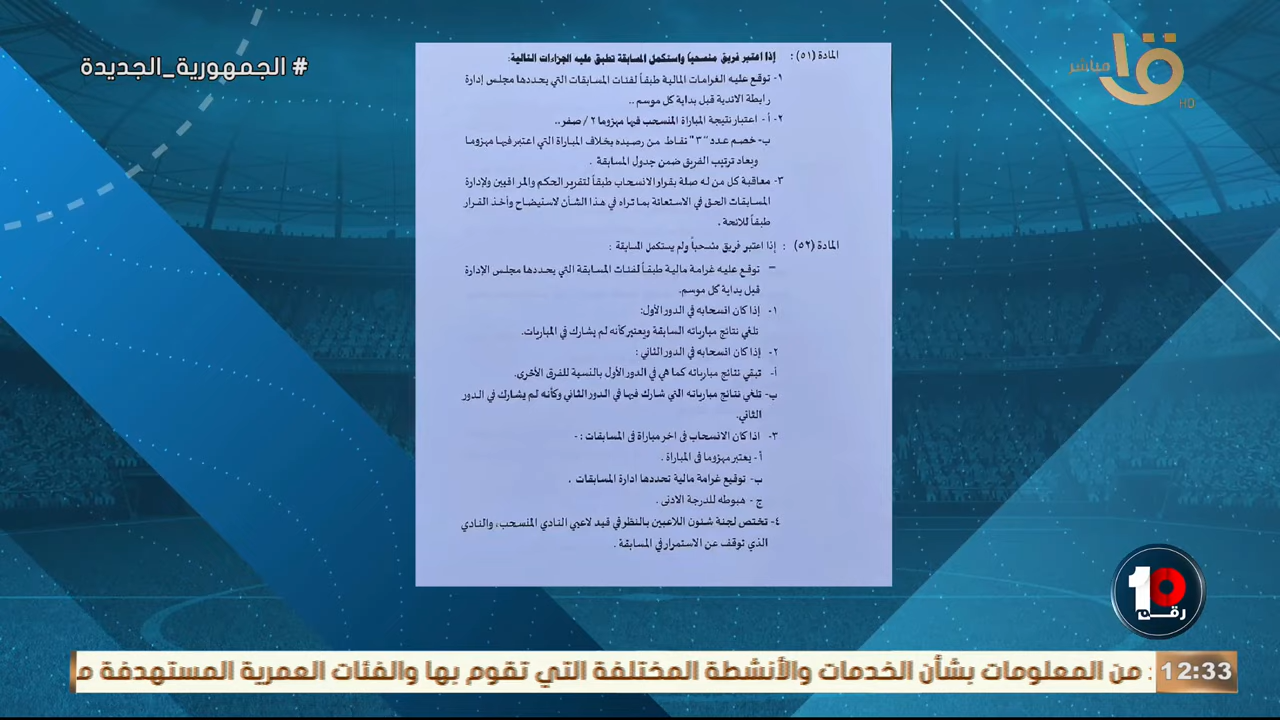 #الجمهورية_الجديدة
مباشر
HD
المادة (٥١) : إذا اعتبر فريق منسحباً واستكمل المسابقة تطبق عليه الجزاءات التالية:
١- توقع عليه الغرامات المالية طبقاً لفئات المسابقات التي يحددها مجلس إدارة
رابطة الاندية قبل بداية كل موسم ..
٢- أ- اعتبار نتيجة المباراة المنسحب فيها مهزوما ٢ / صفر..
ب- خصم عدد "٣" نقاط من رصيده بخلاف المباراة التي اعتبر فيها مهزوما
ويعاد ترتيب الفريق ضمن جدول المسابقة .
٣- معاقبة كل من له صلة بقرار الانسحاب طبقاً لتقرير الحكم والمراقبين ولإدارة
المسابقات الحق في الاستعانة بما تراه في هذا الشأن لاستيضاح وأخذ القرار
طبقاً للائحة .
المادة (٥٢) : إذا اعتبر فريق منسحباً ولم يستكمل المسابقة :
- توقع عليه غرامة مالية طبقاً لفئات المسابقة التي يحددها مجلس الإدارة
قبل بداية كل موسم.
١- إذا كان انسحابه في الدور الأول:
تلغي نتائج مبارياته السابقة ويعتبر كأنه لم يشارك في المباريات.
٢- إذا كان انسحابه في الدور الثاني :
أ- تبقي نتائج مبارياته كما هي في الدور الأول بالنسبة للفرق الأخرى.
ب- تلغي نتائج مبارياته التي شارك فيها في الدور الثاني وكأنه لم يشارك في الدور
الثاني.
٣- اذا كان الانسحاب فى اخر مباراة فى المسابقات : -
أ- يعتبر مهزوما فى المباراة .
ب- توقيع غرامة مالية تحددها ادارة المسابقات .
ج- هبوطه للدرجة الادنى .
٤- تختص لجنة شئون اللاعبين بالنظر في قيد لاعبي النادي المنسحب، والنادي
الذي توقف عن الاستمرار في المسابقة .
رقم 10
12:33
من المعلومات بشأن الخدمات والأنشطة المختلفة التي تقوم بها والفئات العمرية المستهدفة